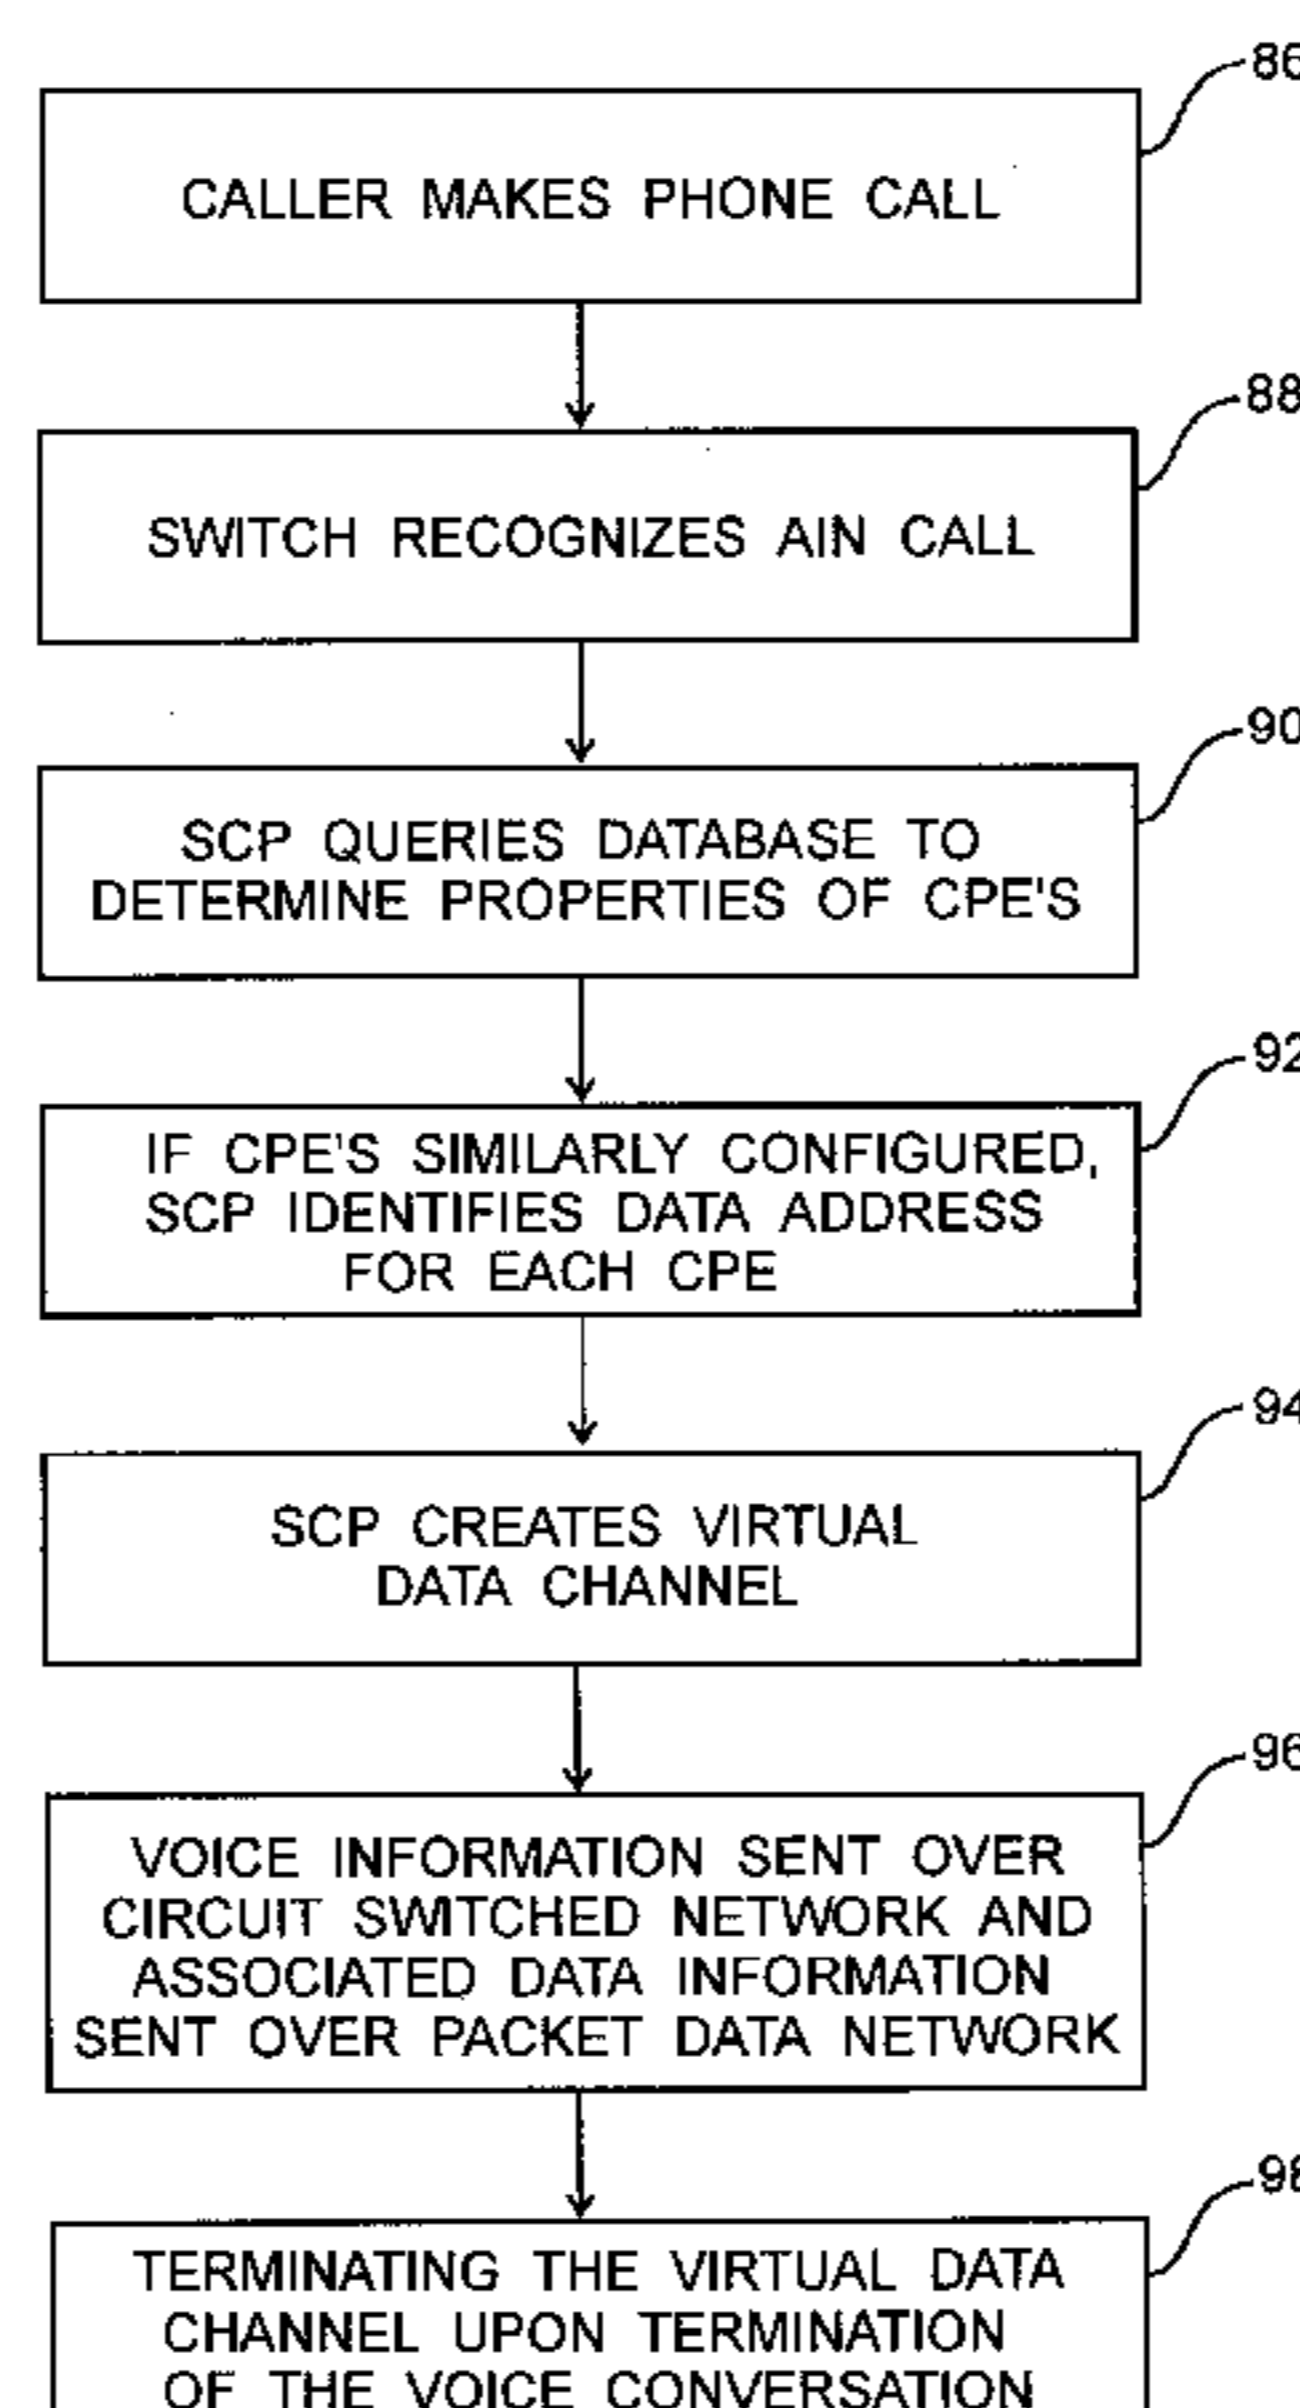 86
CALLER MAKES PHONE CALL
88
SWITCH RECOGNIZES AIN CALL
90
SCP QUERIES DATABASE TO
DETERMINE PROPERTIES OF CPE'S
92
IF CPE'S SIMILARLY CONFIGURED,
SCP IDENTIFIES DATA ADDRESS
FOR EACH CPE
94
SCP CREATES VIRTUAL
DATA CHANNEL
96
VOICE INFORMATION SENT OVER
CIRCUIT SWITCHED NETWORK AND
ASSOCIATED DATA INFORMATION
SENT OVER PACKET DATA NETWORK
98
TERMINATING THE VIRTUAL DATA
CHANNEL UPON TERMINATION
OF THE VOICE CONVERSATION